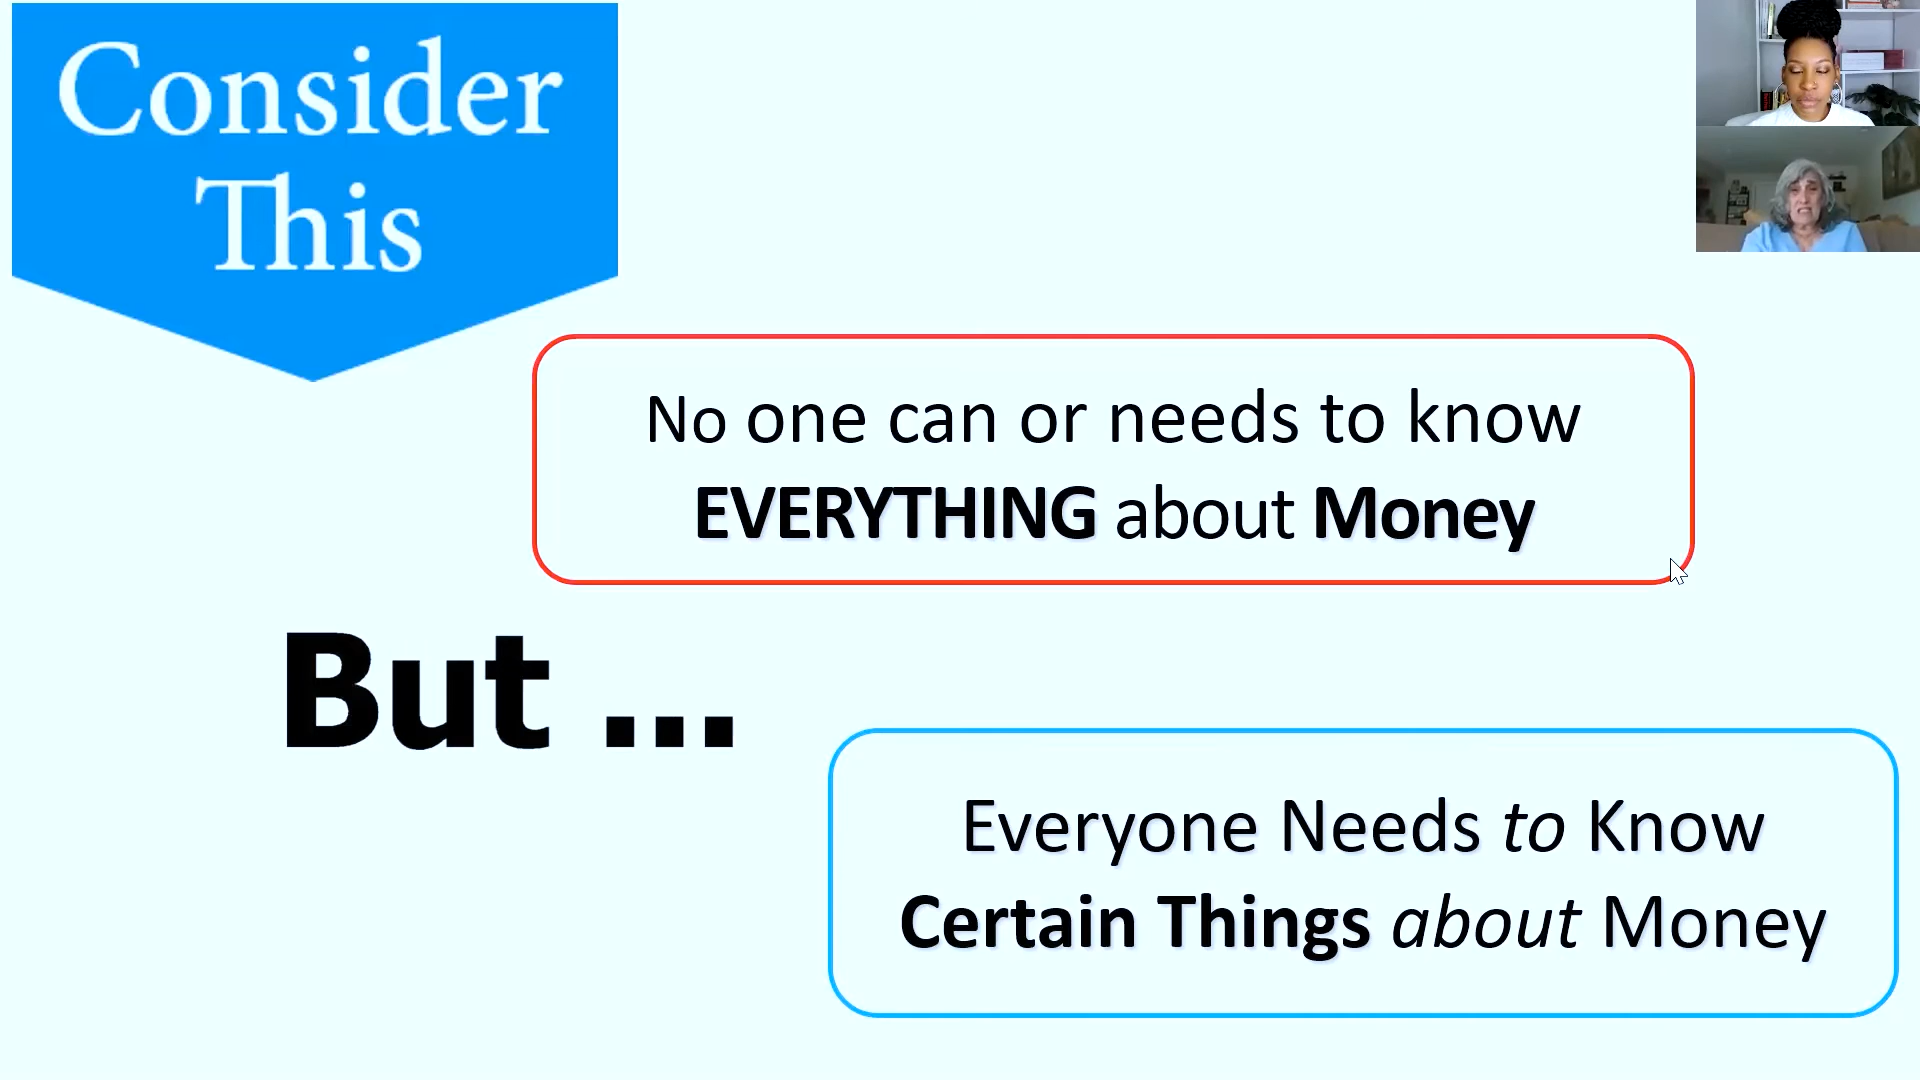 Consider
This
No one can or needs to know
EVERYTHING about Money
But ...
Everyone Needs to Know
Certain Things about Money